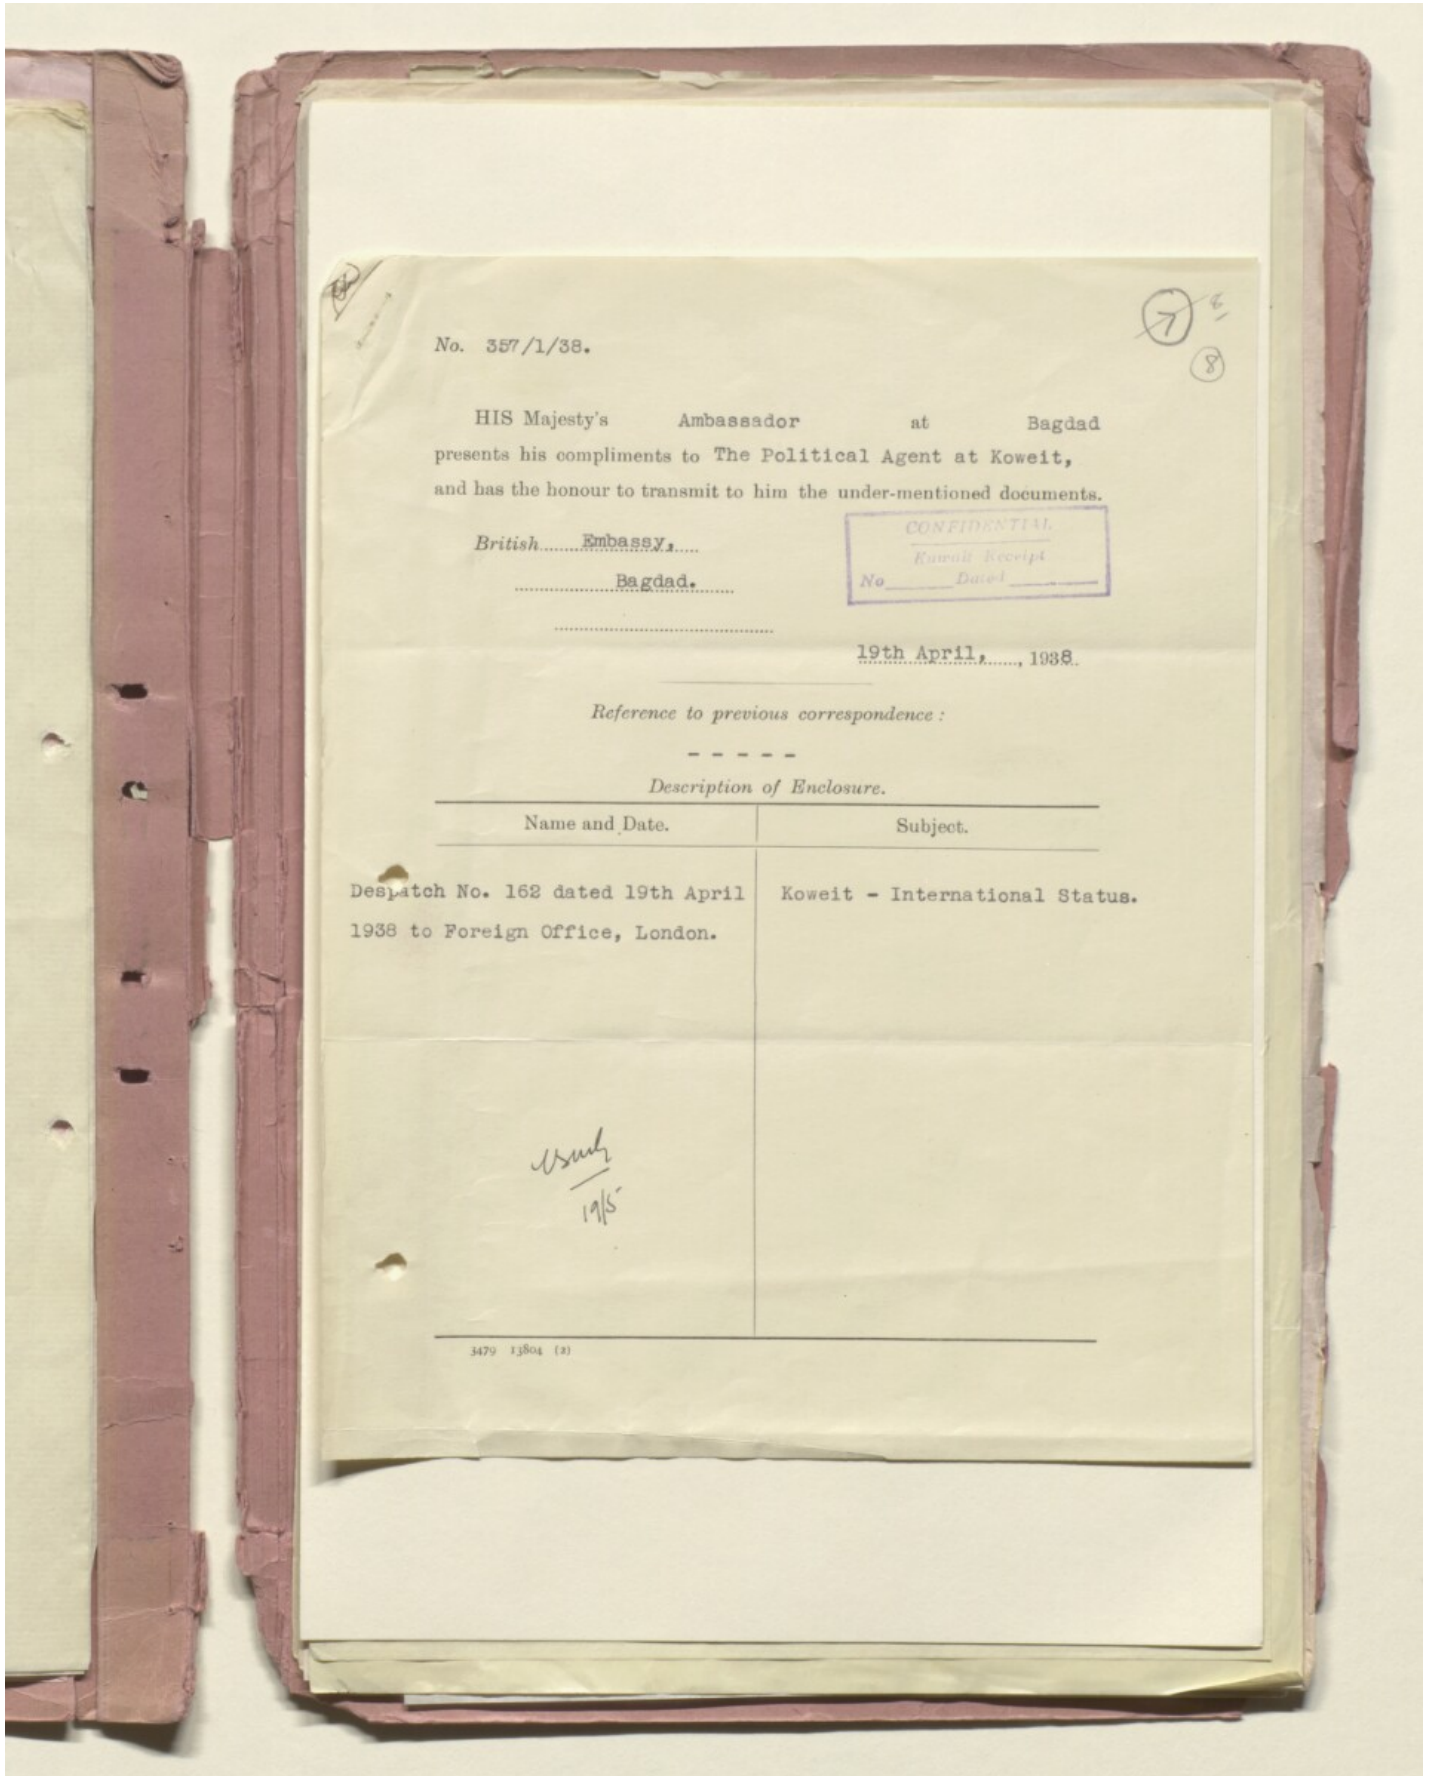 7 8
8
No. 357/1/38.
HIS Majesty's Ambassador at Bagdad
presents his compliments to The Political Agent at Koweit,
and has the honour to transmit to him the under-mentioned documents.
CONFIDENTIAL
Kuwait Receipt
No Dated
British Embassy,
Bagdad.
19th April, , 1938.
Reference to previous correspondence :
- - - - -
Description of Enclosure.
Name and Date. Subject.
Despatch No. 162 dated 19th April Koweit - International Status.
1938 to Foreign Office, London.
19/5
3479 13804 (2)